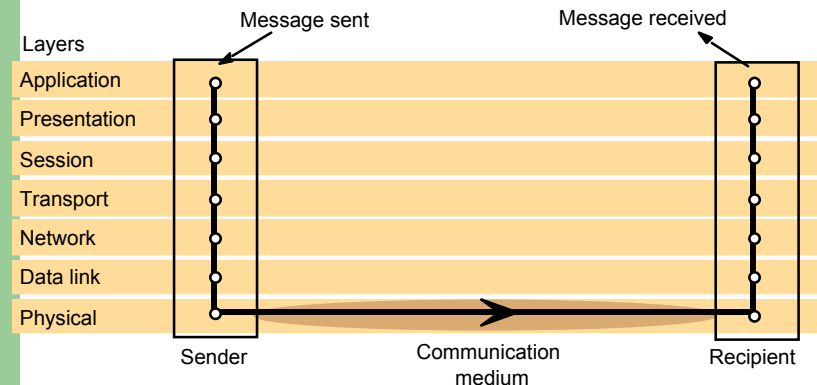 Message sent
Message received
Layers
Application
Presentation
Session
Transport
Network
Data link
Physical
Sender
Communication
medium
Recipient